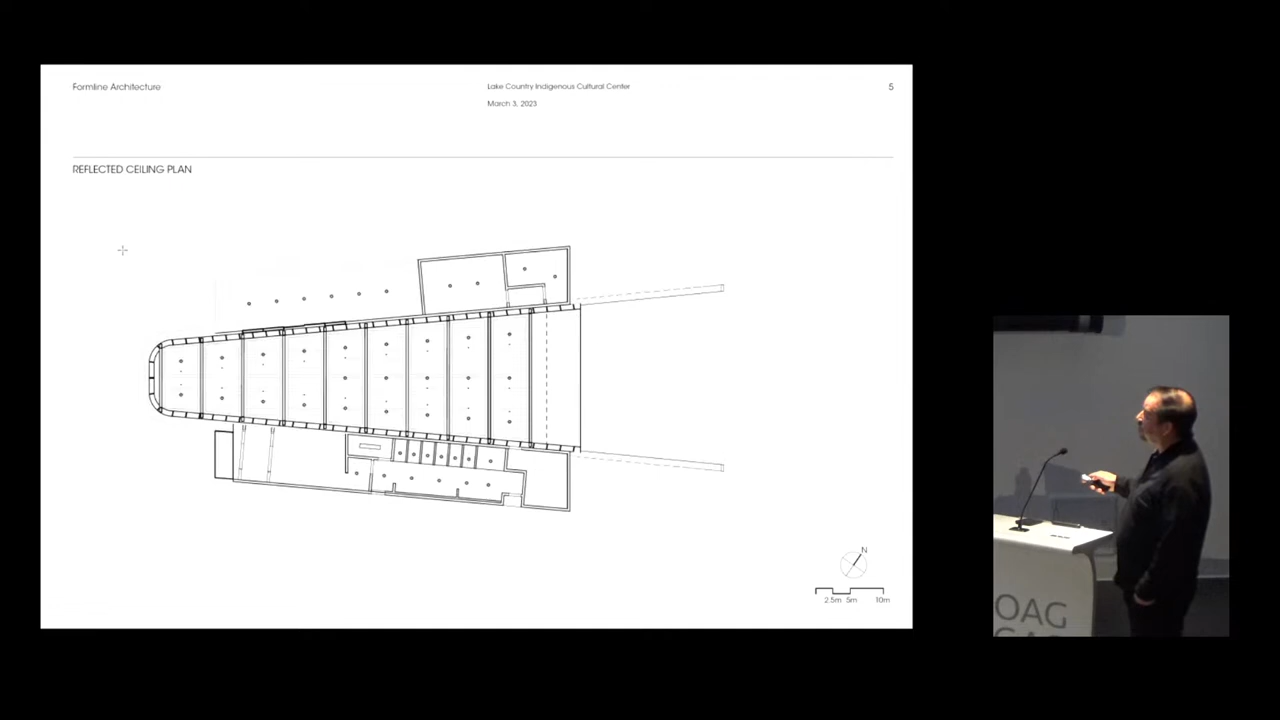 Formline Architecture
Lake Country Indigenous Cultural Center
5
March 3, 2023
REFLECTED CEILING PLAN
N
2.5m 5m 10m
OAG